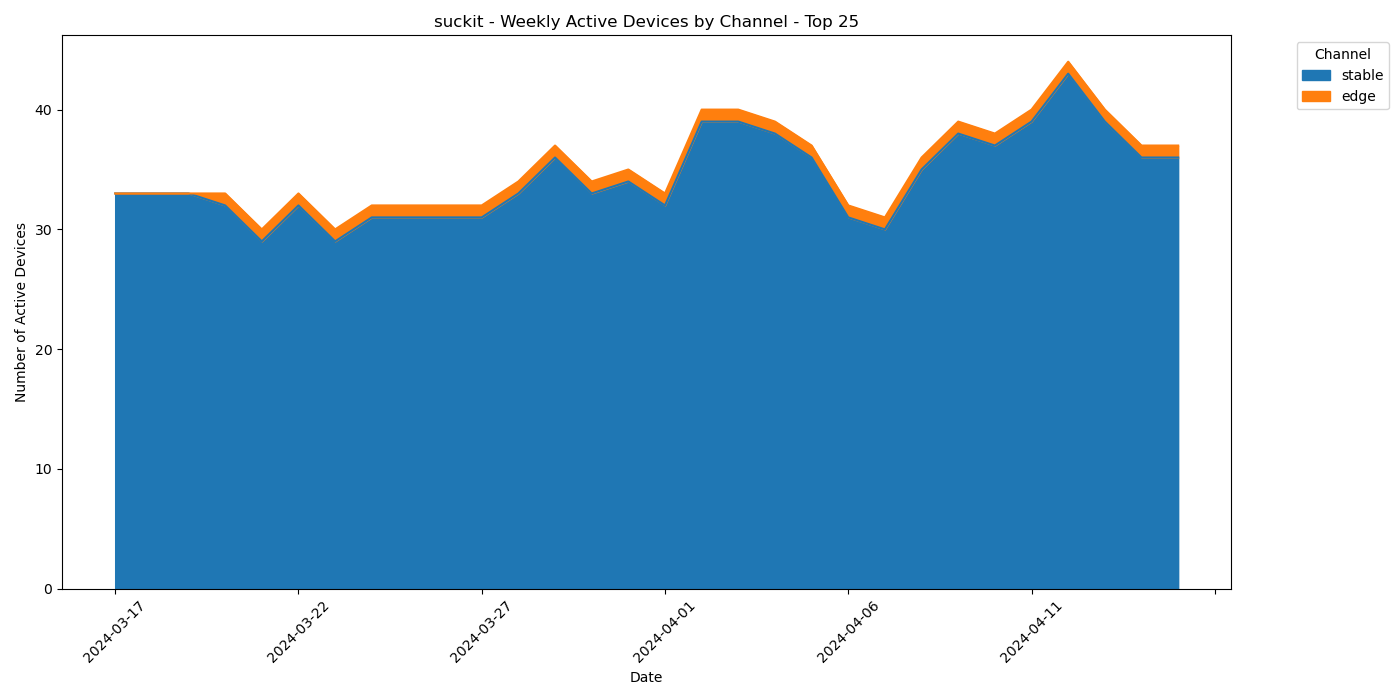 suckit - Weekly Active Devices by Channel - Top 25
Channel
stable
edge
Number of Active Devices
40
30
20
10
0
2024-03-17
2024-03-22
2024-03-27
2024-04-01
2024-04-06
2024-04-11
Date